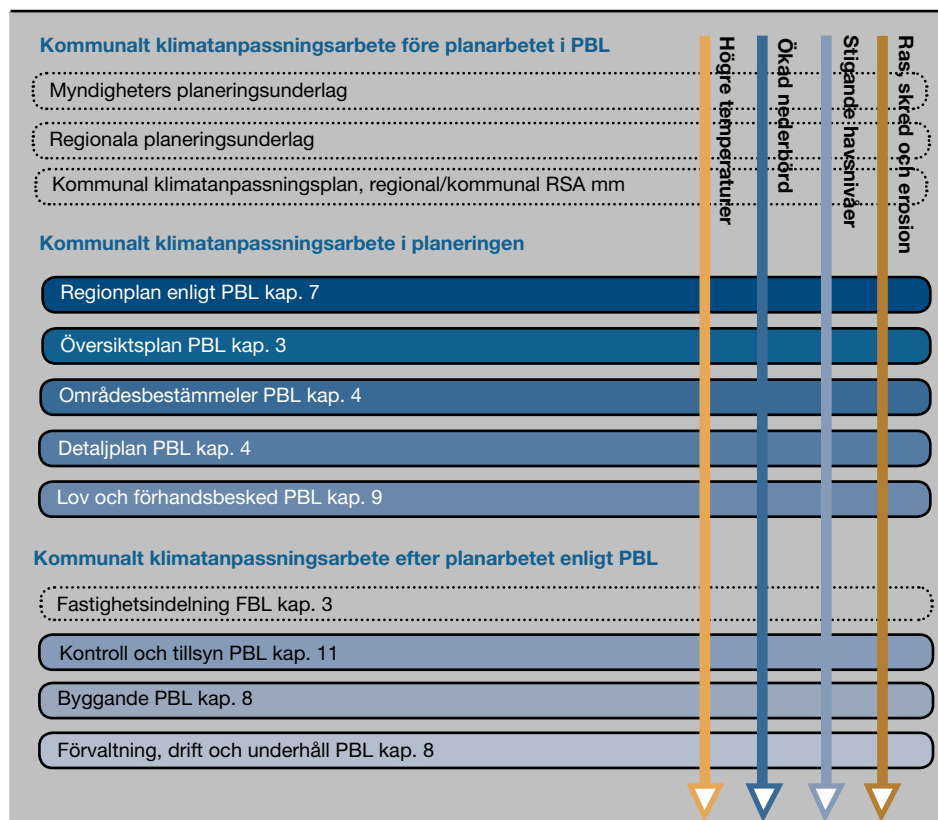 Kommunalt klimatanpassningsarbete före planarbetet i PBL
Myndigheters planeringsunderlag
Regionala planeringsunderlag
Kommunal klimatanpassningsplan, regional/kommunal RSA mm
Högre temperaturer
Ökad nederbörd
Stigande havsnivåer
Ras, skred och erosion
Kommunalt klimatanpassningsarbete i planeringen
Regionplan enligt PBL kap. 7
Översiktsplan PBL kap. 3
Områdesbestämmeler PBL kap. 4
Detaljplan PBL kap. 4
Lov och förhandsbesked PBL kap. 9
Kommunalt klimatanpassningsarbete efter planarbetet enligt PBL
Fastighetsindelning FBL kap. 3
Kontroll och tillsyn PBL kap. 11
Byggande PBL kap. 8
Förvaltning, drift och underhåll PBL kap. 8